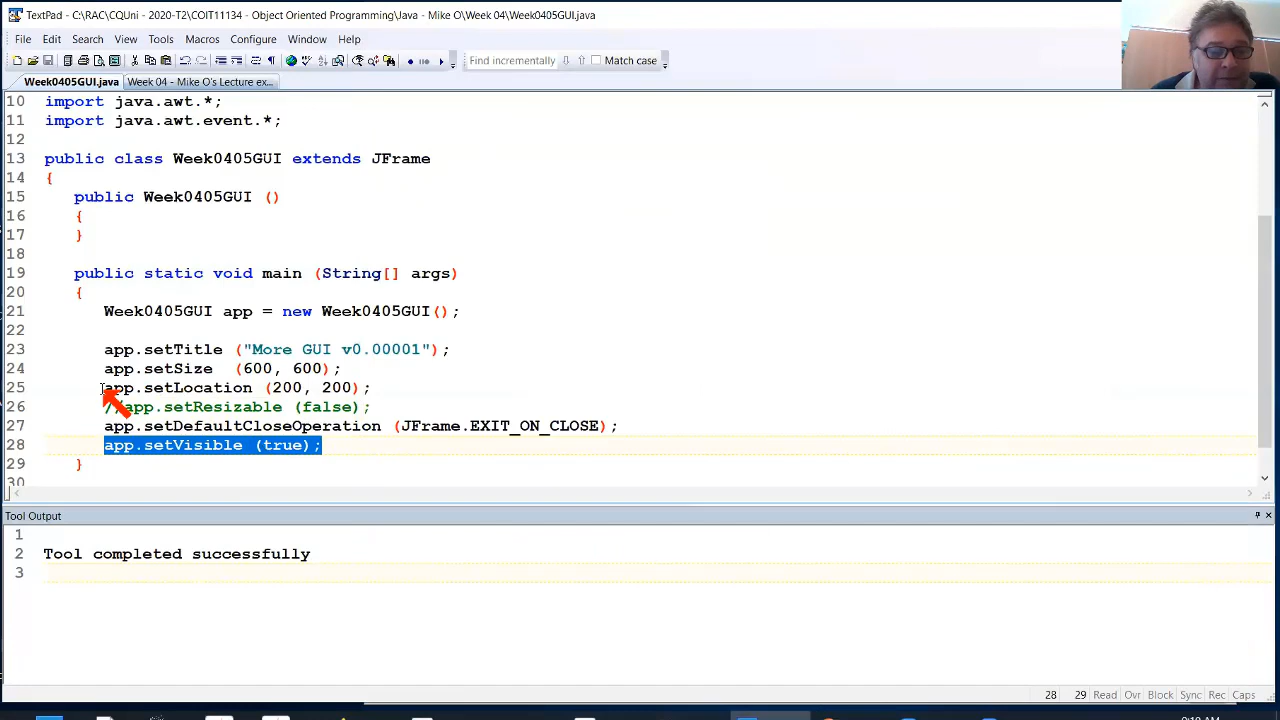 TextPad - C:\RAC\CQUni - 2020-T2\COIT11134 - Object Oriented Programming\Java - Mike O\Week 04\Week0405GUI.java
File Edit Search View Tools Macros Configure Window Help
Find incrementally Match case
Week0405GUI.java Week 04 - Mike O's Lecture ex...
10 import java.awt.*;
11 import java.awt.event.*;
12
13 public class Week0405GUI extends JFrame
14 {
15 public Week0405GUI ()
16 {
17 }
18
19 public static void main (String[] args)
20 {
21 Week0405GUI app = new Week0405GUI();
22
23 app.setTitle ("More GUI v0.00001");
24 app.setSize  (600, 600);
25 app.setLocation (200, 200);
26 //app.setResizable (false);
27 app.setDefaultCloseOperation (JFrame.EXIT_ON_CLOSE);
28 app.setVisible (true);
29 }
30
Tool Output
1
2 Tool completed successfully
3
28 29 Read Ovr Block Sync Rec Caps